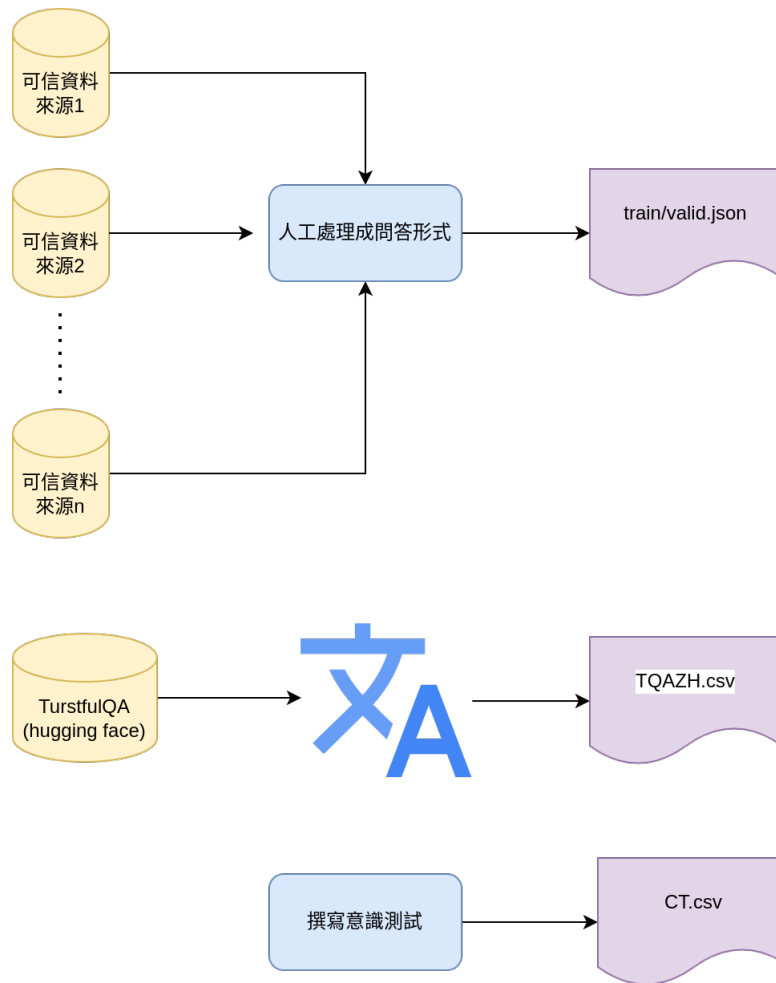 可信資料
來源1
可信資料
來源2
人工處理成問答形式
train/valid.json
可信資料
來源n
TurstfulQA
(hugging face)
文
A
TQAZH.csv
撰寫意識測試
CT.csv